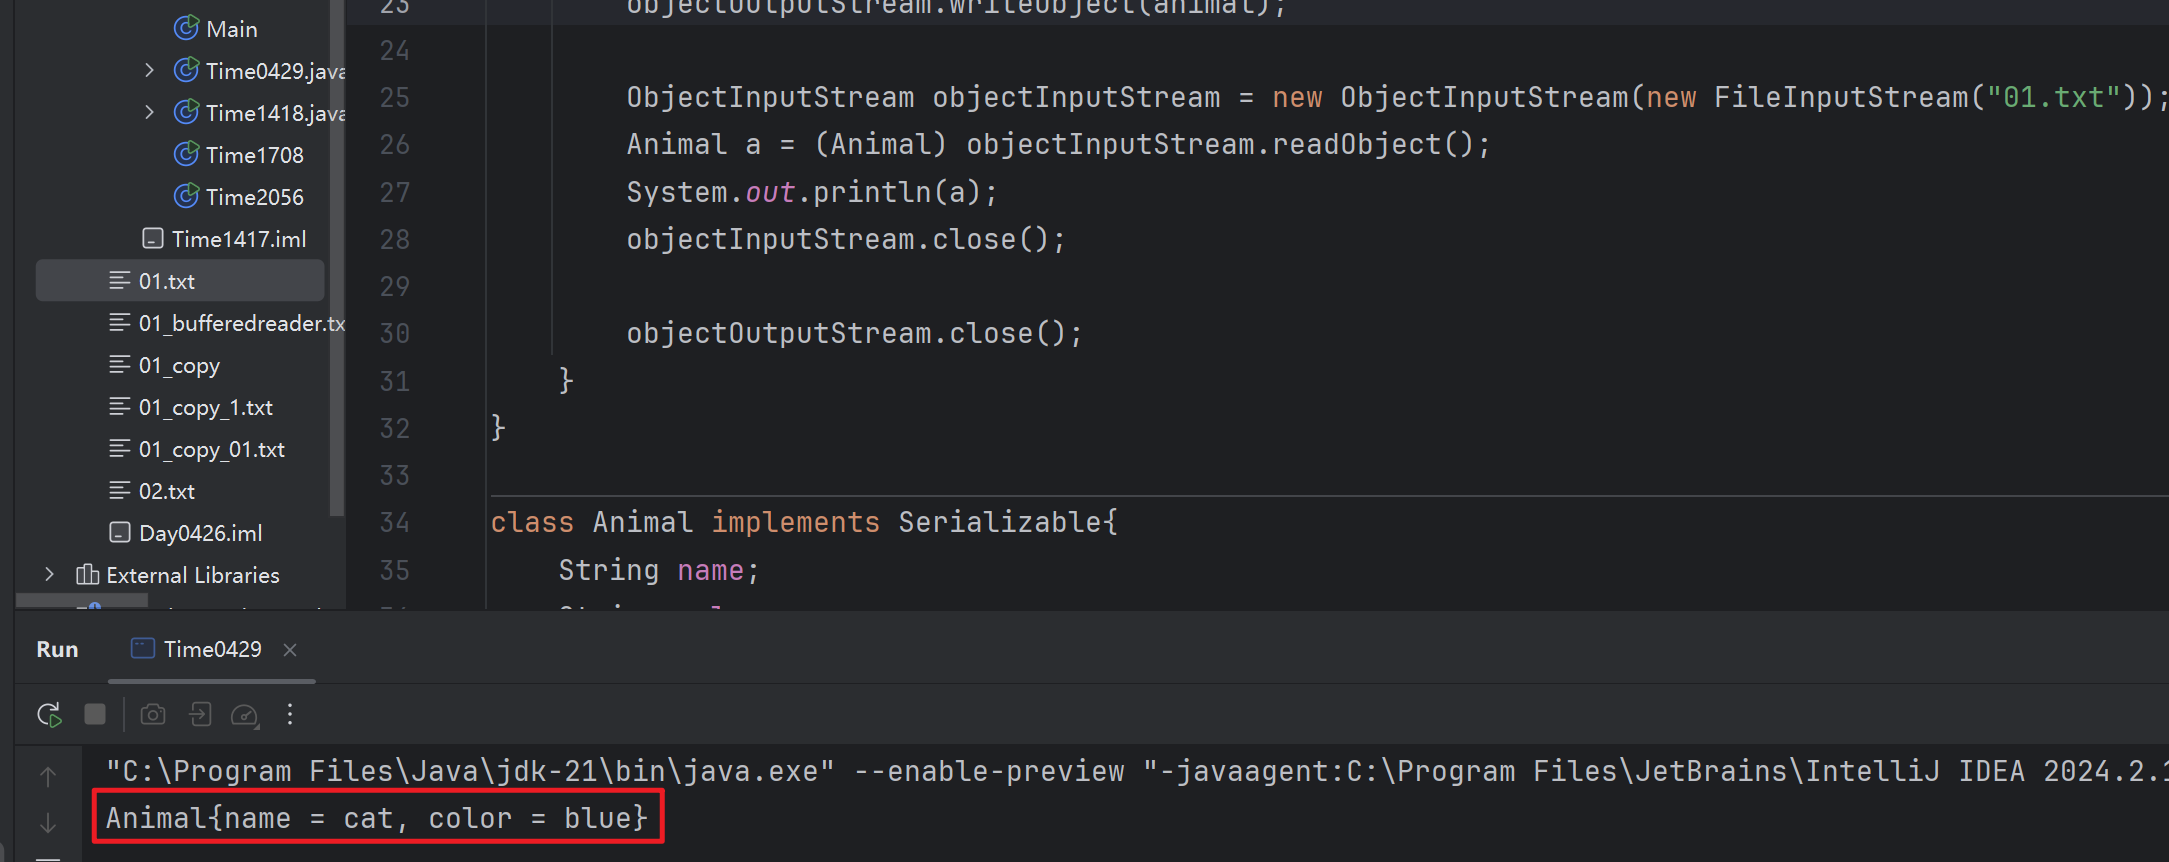 Main
Time0429.java
Time1418.java
Time1708
Time2056
Time1417.iml
01.txt
01_bufferedreader.tx
01_copy
01_copy_1.txt
01_copy_01.txt
02.txt
Day0426.iml
External Libraries
23 objectOutputStream.writeObject(animal);
24
25 ObjectInputStream objectInputStream = new ObjectInputStream(new FileInputStream("01.txt"));
26 Animal a = (Animal) objectInputStream.readObject();
27 System.out.println(a);
28 objectInputStream.close();
29
30 objectOutputStream.close();
31 }
32 }
33
34 class Animal implements Serializable{
35 String name;
Run Time0429
"C:\Program Files\Java\jdk-21\bin\java.exe" --enable-preview "-javaagent:C:\Program Files\JetBrains\IntelliJ IDEA 2024.2.1
Animal{name = cat, color = blue}